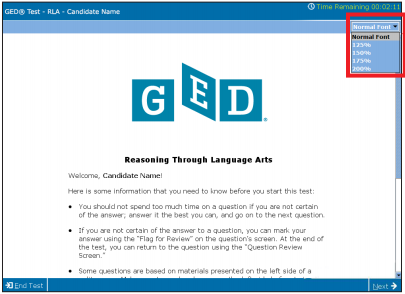 GED® Test - RLA - Candidate Name
Time Remaining 00:02:11
Normal Font
Normal Font
125%
150%
175%
200%
GED.
Reasoning Through Language Arts
Welcome, Candidate Name!
Here is some information that you need to know before you start this test:
• You should not spend too much time on a question if you are not certain
of the answer; answer it the best you can, and go on to the next question.
• If you are not certain of the answer to a question, you can mark your
answer using the "Flag for Review" on the question's screen. At the end of
the test, you can return to the question using the "Question Review
Screen."
• Some questions are based on materials presented on the left side of a
End Test
Next